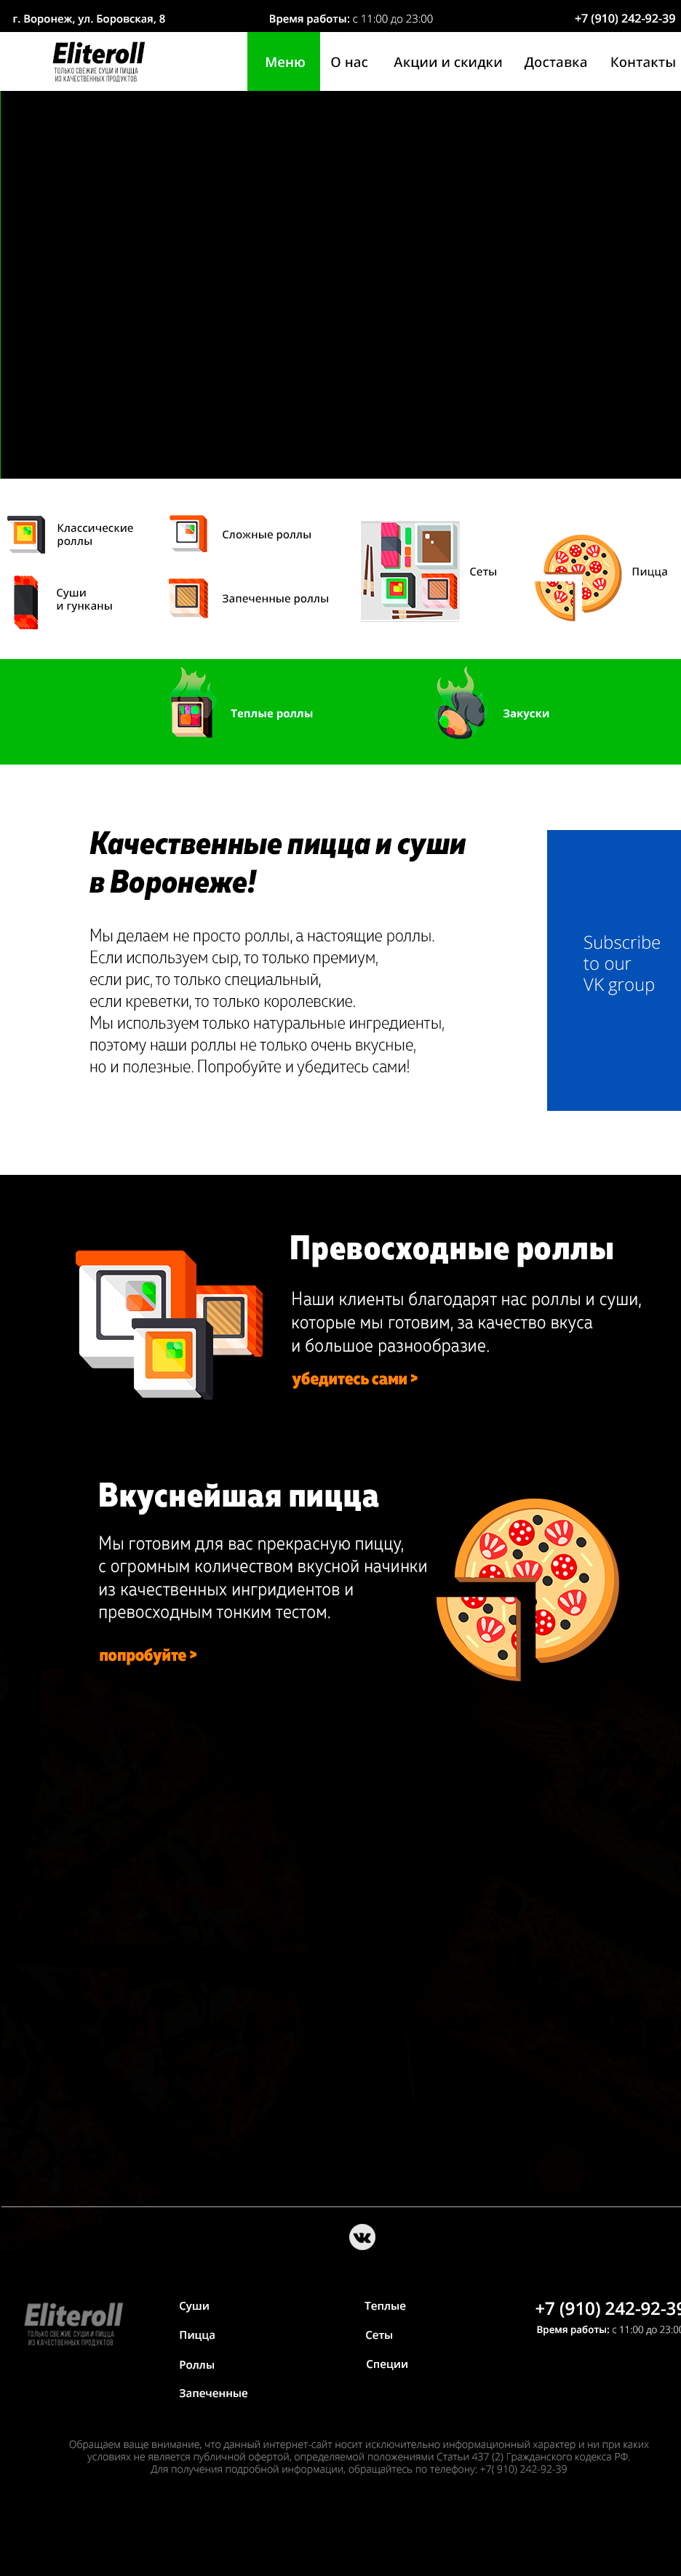 г. Воронеж, ул. Боровская, 8
Время работы: с 11:00 до 23:00
+7 (910) 242-92-39
Eliteroll
ТОЛЬКО СВЕЖИЕ СУШИ И ПИЦЦА
ИЗ КАЧЕСТВЕННЫХ ПРОДУКТОВ
Меню
О нас
Акции и скидки
Доставка
Контакты
Классические
роллы
Сложные роллы
Суши
и гунканы
Запеченные роллы
Сеты
Пицца
Теплые роллы
Закуски
Качественные пицца и суши
в Воронеже!
Мы делаем не просто роллы, а настоящие роллы.
Если используем сыр, то только премиум,
если рис, то только специальный,
если креветки, то только королевские.
Мы используем только натуральные ингредиенты,
поэтому наши роллы не только очень вкусные,
но и полезные. Попробуйте и убедитесь сами!
Subscribe
to our
VK group
Превосходные роллы
Наши клиенты благодарят нас роллы и суши,
которые мы готовим, за качество вкуса
и большое разнообразие.
убедитесь сами >
Вкуснейшая пицца
Мы готовим для вас прекрасную пиццу,
с огромным количеством вкусной начинки
из качественных ингридиентов и
превосходным тонким тестом.
попробуйте >
Eliteroll
ТОЛЬКО СВЕЖИЕ СУШИ И ПИЦЦА
ИЗ КАЧЕСТВЕННЫХ ПРОДУКТОВ
Суши
Пицца
Роллы
Запеченные
Теплые
Сеты
Специи
+7 (910) 242-92-39
Время работы: с 11:00 до 23:00
Обращаем ваще внимание, что данный интернет-сайт носит исключительно информационный характер и ни при каких
условиях не является публичной офертой, определяемой положениями Статьи 437 (2) Гражданского кодекса РФ.
Для получения подробной информации, обращайтесь по телефону: +7( 910) 242-92-39